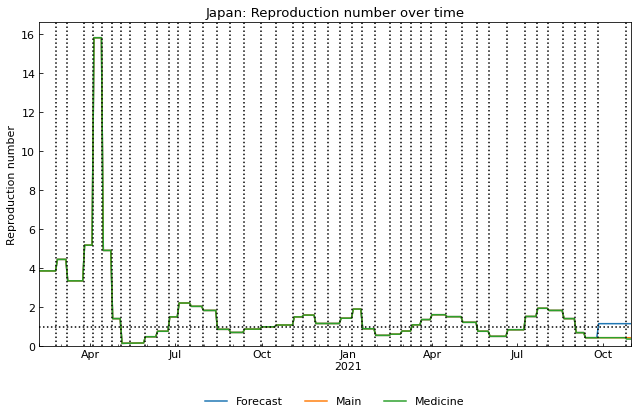 Japan: Reproduction number over time
Reproduction number
16
14
12
10
8
6
4
2
0
Apr Jul Oct Jan Apr Jul Oct
2021
Forecast Main Medicine